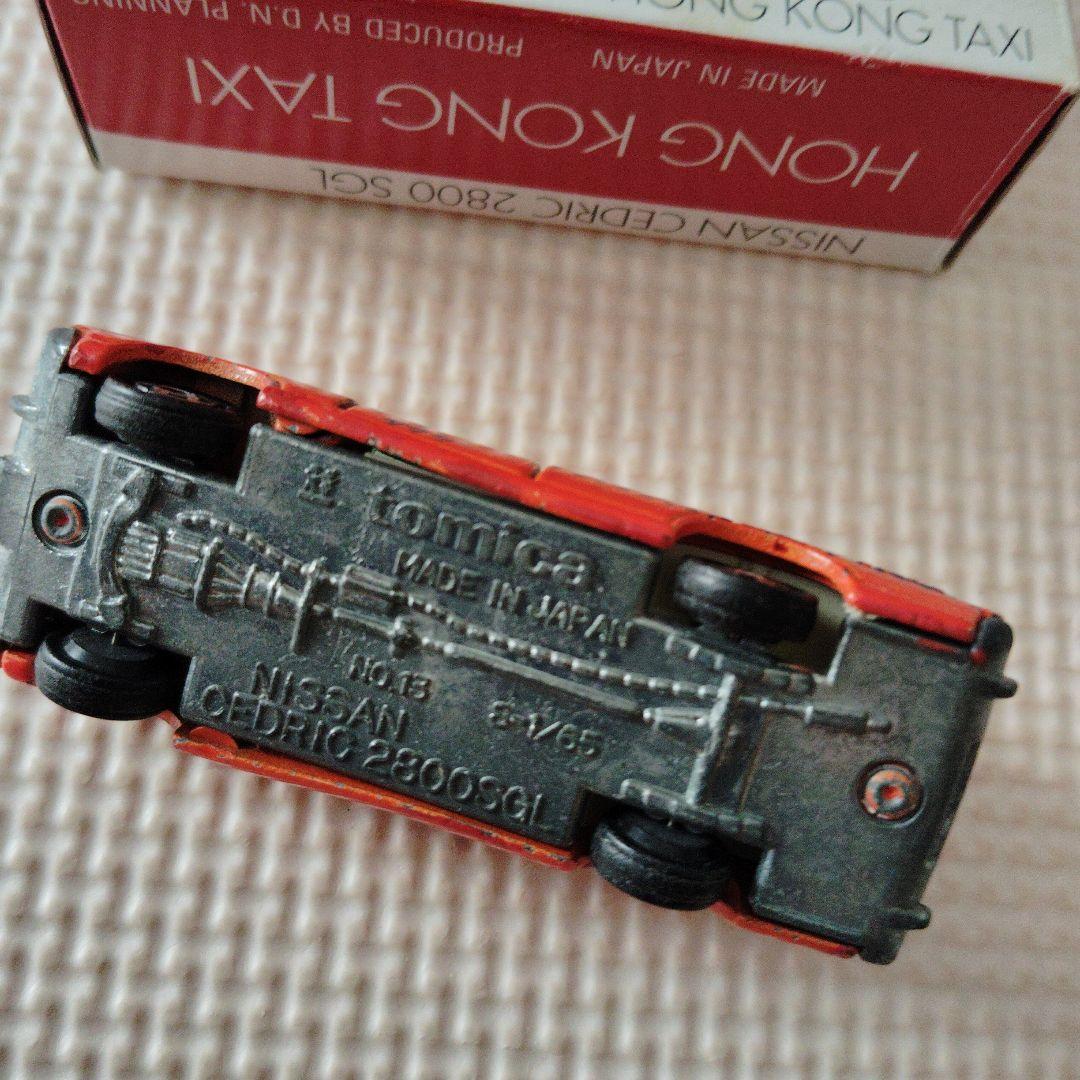 HONG KONG TAXI
MADE IN JAPAN PRODUCED BY D.N. PLANNING
HONG KONG TAXI
NISSAN CEDRIC 2800 SGL
tomica
MADE IN JAPAN
NO.13
S=1/65
NISSAN
CEDRIC 2800SGL